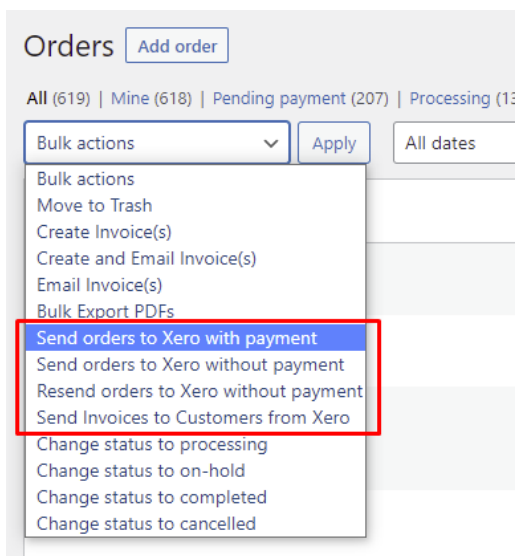 Orders Add order
All (619) | Mine (618) | Pending payment (207) | Processing (13
Bulk actions Apply All dates
Bulk actions
Move to Trash
Create Invoice(s)
Create and Email Invoice(s)
Email Invoice(s)
Bulk Export PDFs
Send orders to Xero with payment
Send orders to Xero without payment
Resend orders to Xero without payment
Send Invoices to Customers from Xero
Change status to processing
Change status to on-hold
Change status to completed
Change status to cancelled